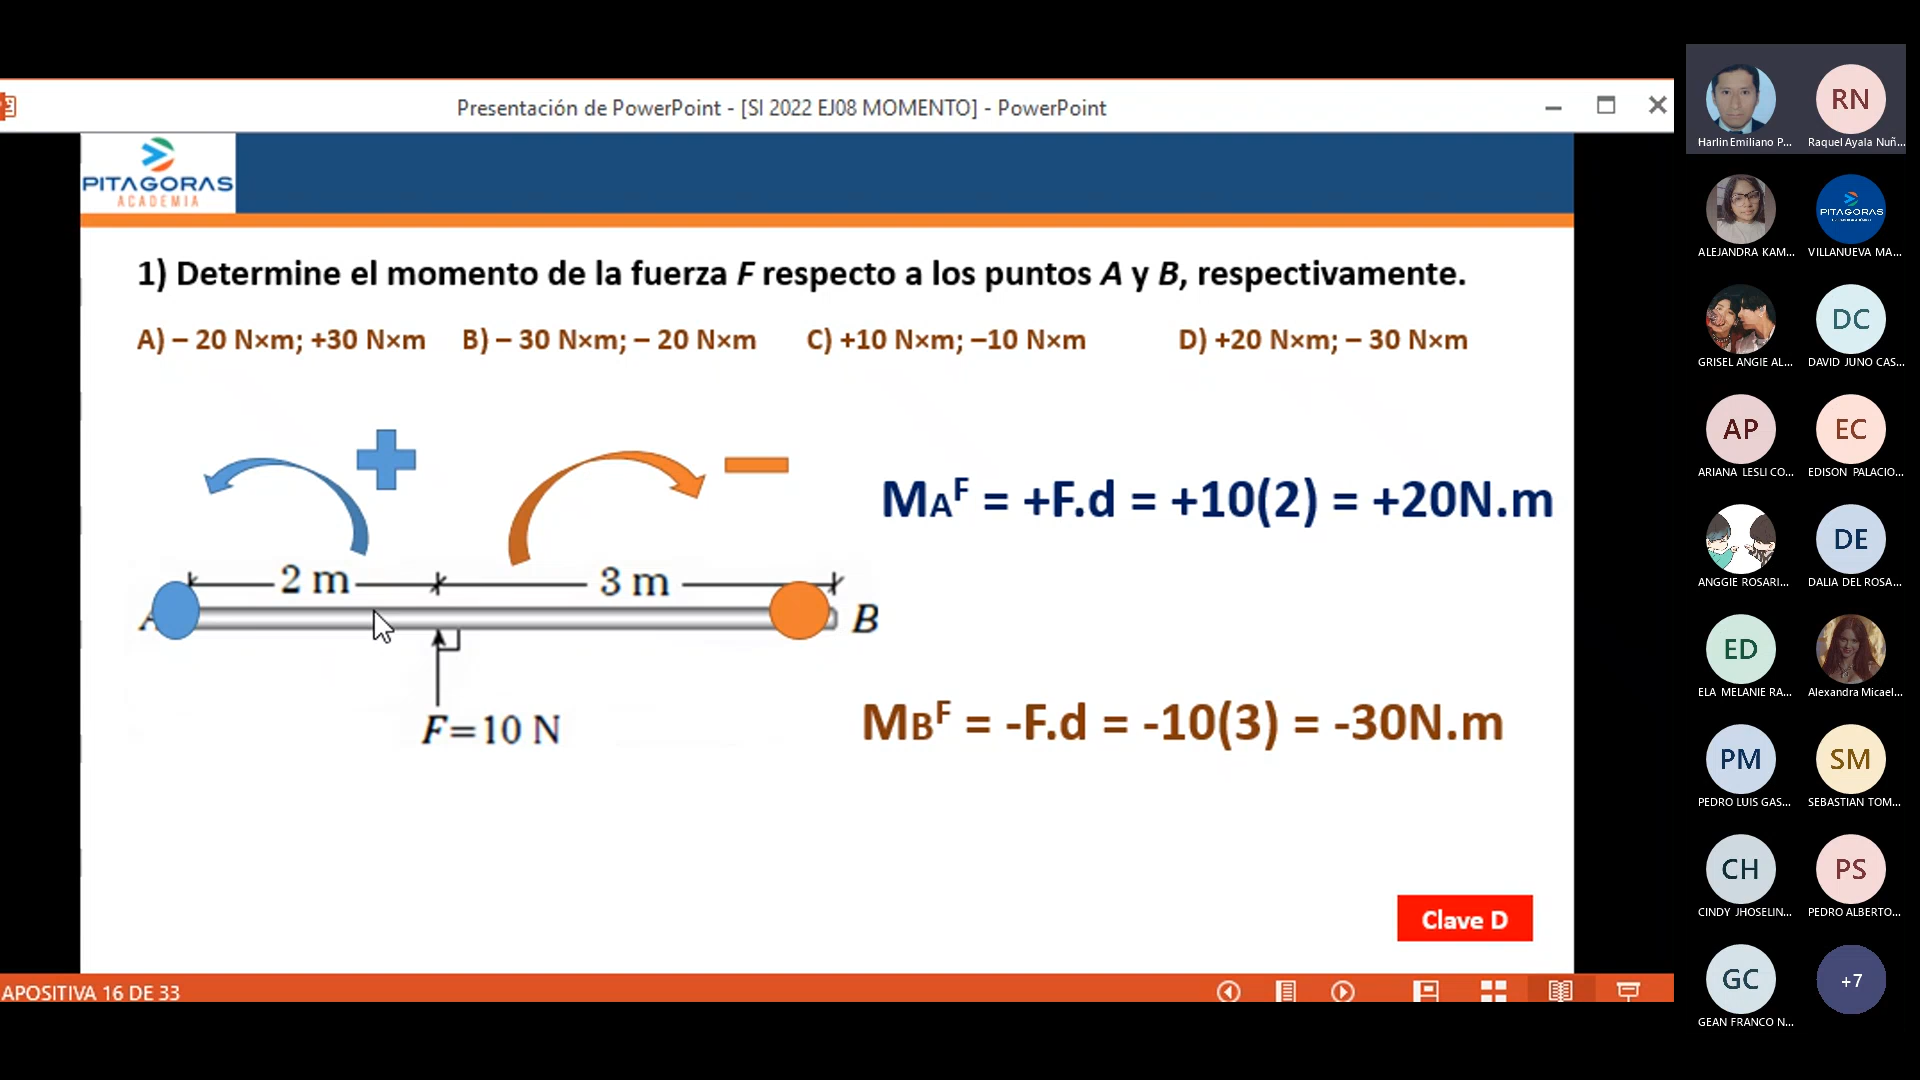 Presentación de PowerPoint - [SI 2022 EJ08 MOMENTO] - PowerPoint
PITAGORAS
ACADEMIA
1) Determine el momento de la fuerza F respecto a los puntos A y B, respectivamente.
A) – 20 N×m; +30 N×m B) – 30 N×m; – 20 N×m C) +10 N×m; –10 N×m D) +20 N×m; – 30 N×m
MAF = +F.d = +10(2) = +20N.m
2 m 3 m
A B
F=10 N
MBF = -F.d = -10(3) = -30N.m
Clave D
APOSITIVA 16 DE 33
RN
Harlin Emiliano P... Raquel Ayala Nuñ...
PITAGORAS
ALEJANDRA KAM... VILLANUEVA MA...
DC
GRISEL ANGIE AL... DAVID JUNO CAS...
AP EC
ARIANA LESLI CO... EDISON PALACIO...
DE
ANGGIE ROSARI... DALIA DEL ROSA...
ED
ELA MELANIE RA... Alexandra Micael...
PM SM
PEDRO LUIS GAS... SEBASTIAN TOM...
CH PS
CINDY JHOSELIN... PEDRO ALBERTO...
GC +7
GEAN FRANCO N...